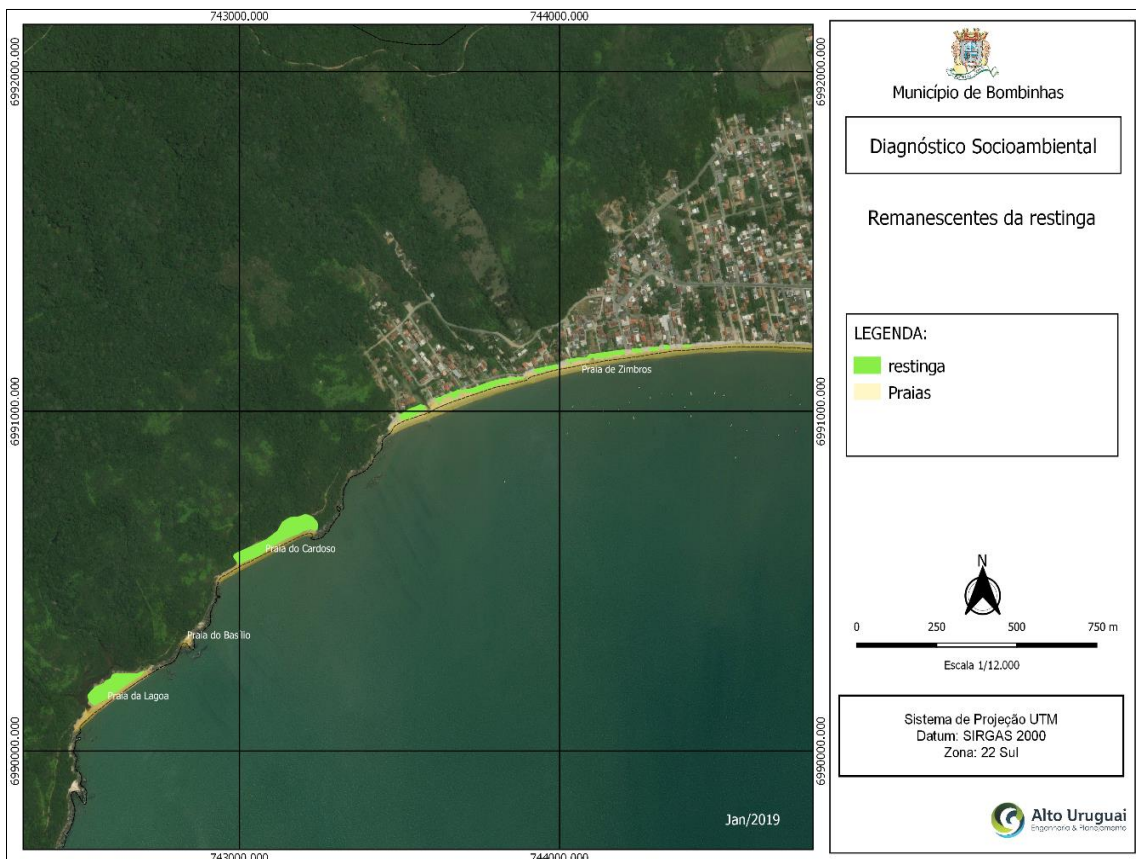 743000.000
744000.000
6992000.000
6992000.000
6991000.000
6991000.000
6990000.000
6990000.000
Praia de Zimbros
Praia do Cardoso
Praia do Basílio
Praia da Lagoa
Jan/2019
743000.000
744000.000
Município de Bombinhas
Diagnóstico Socioambiental
Remanescentes da restinga
LEGENDA:
restinga
Praias
N
0 250 500 750 m
Escala 1/12.000
Sistema de Projeção UTM
Datum: SIRGAS 2000
Zona: 22 Sul
Alto Uruguai
Engenharia & Planejamento